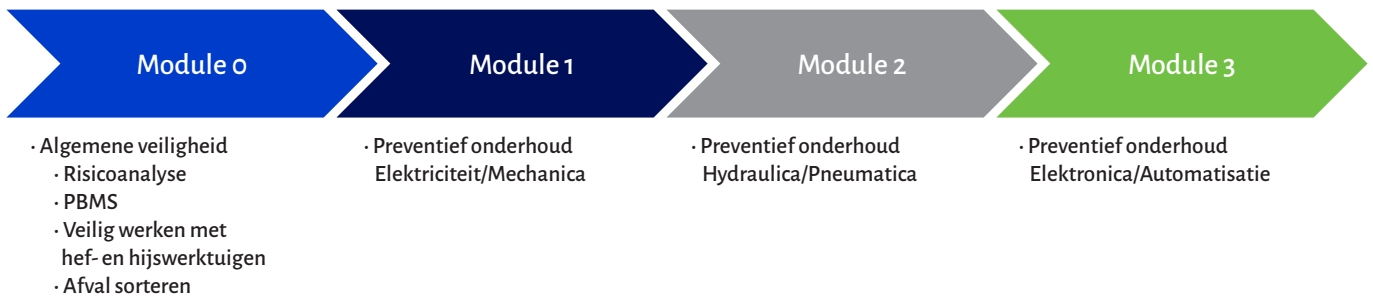 Module 0
· Algemene veiligheid
· Risicoanalyse
· PBMS
· Veilig werken met
hef- en hijswerktuigen
· Afval sorteren
Module 1
· Preventief onderhoud
Elektriciteit/Mechanica
Module 2
· Preventief onderhoud
Hydraulica/Pneumatica
Module 3
· Preventief onderhoud
Elektronica/Automatisatie